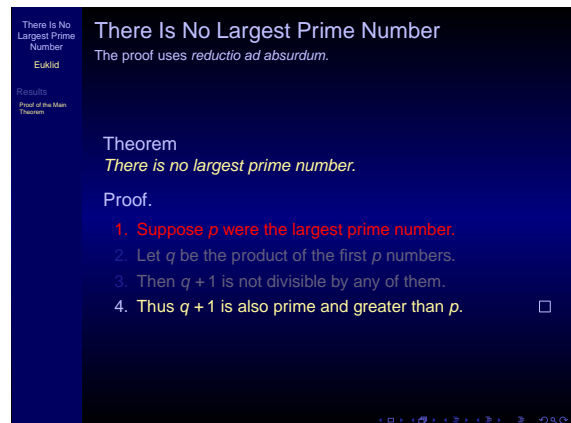 There Is No
Largest Prime
Number
Euklid
Results
Proof of the Main
Theorem
There Is No Largest Prime Number
The proof uses reductio ad absurdum.
Theorem
There is no largest prime number.
Proof.
1. Suppose p were the largest prime number.
2. Let q be the product of the first p numbers.
3. Then q + 1 is not divisible by any of them.
4. Thus q + 1 is also prime and greater than p. □